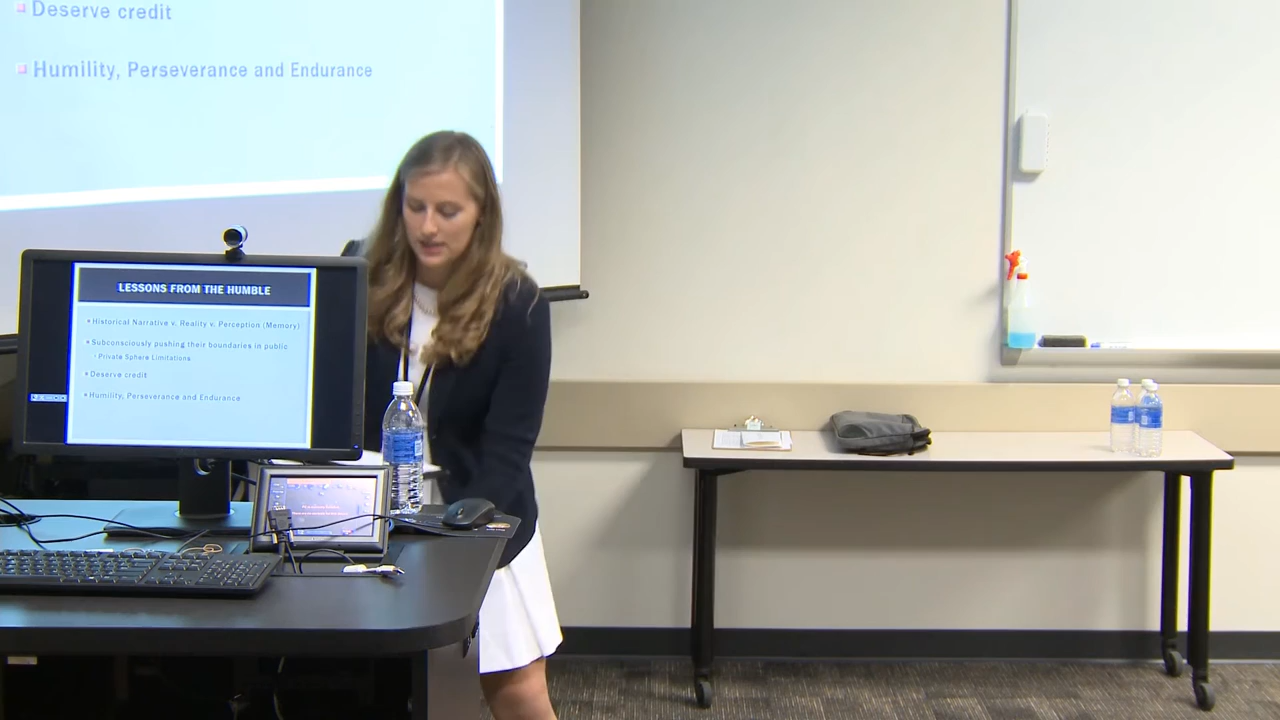 Deserve credit
Humility, Perseverance and Endurance
LESSONS FROM THE HUMBLE
Historical Narrative v. Reality v. Perception (Memory)
Subconsciously pushing their boundaries in public
Private Sphere Limitations
Deserve credit
Humility, Perseverance and Endurance